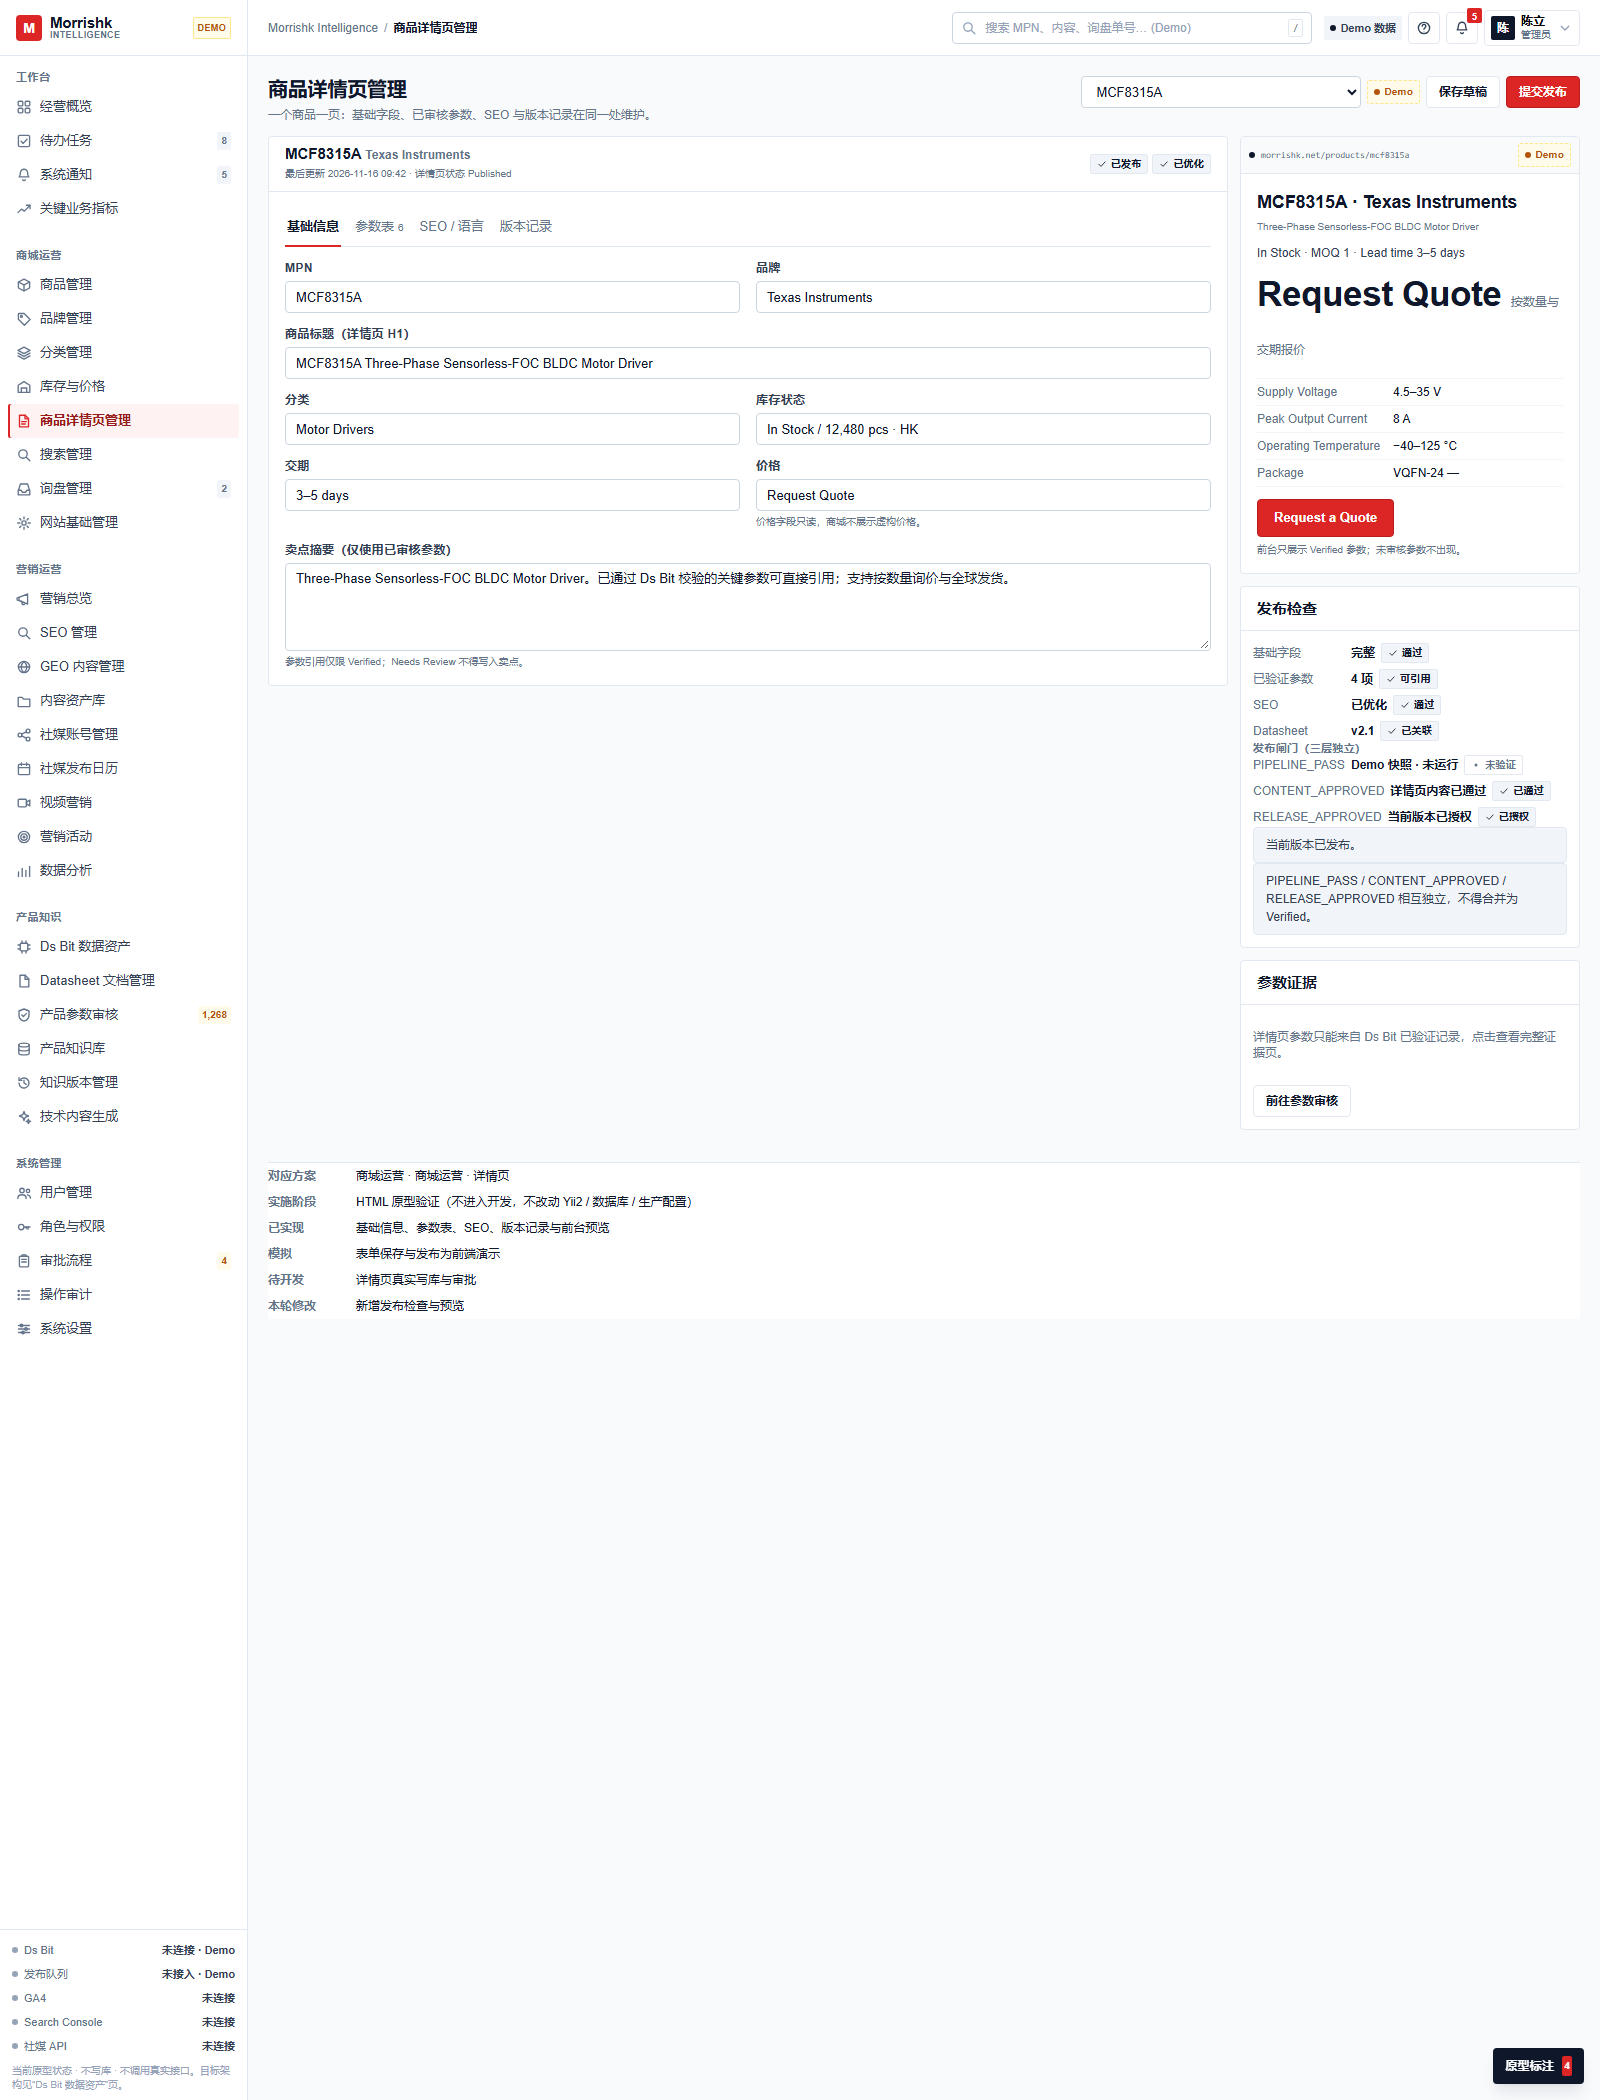 M
Morrishk
INTELLIGENCE
DEMO
工作台
经营概览
待办任务 8
系统通知 5
关键业务指标
商城运营
商品管理
品牌管理
分类管理
库存与价格
商品详情页管理
搜索管理
询盘管理 2
网站基础管理
营销运营
营销总览
SEO 管理
GEO 内容管理
内容资产库
社媒账号管理
社媒发布日历
视频营销
营销活动
数据分析
产品知识
Ds Bit 数据资产
Datasheet 文档管理
产品参数审核 1,268
产品知识库
知识版本管理
技术内容生成
系统管理
用户管理
角色与权限
审批流程 4
操作审计
系统设置
Ds Bit 未连接 · Demo
发布队列 未接入 · Demo
GA4 未连接
Search Console 未连接
社媒 API 未连接
当前原型状态 · 不写库 · 不调用真实接口。目标架
构见"Ds Bit 数据资产"页。
Morrishk Intelligence / 商品详情页管理
搜索 MPN、内容、询盘单号… (Demo) /
Demo 数据
5
陈
陈立
管理员
商品详情页管理
一个商品一页：基础字段、已审核参数、SEO 与版本记录在同一处维护。
MCF8315A
Demo
保存草稿
提交发布
MCF8315A Texas Instruments
最后更新 2026-11-16 09:42 · 详情页状态 Published
已发布
已优化
基础信息 参数表 6 SEO / 语言 版本记录
MPN
MCF8315A
品牌
Texas Instruments
商品标题（详情页 H1）
MCF8315A Three-Phase Sensorless-FOC BLDC Motor Driver
分类
Motor Drivers
库存状态
In Stock / 12,480 pcs · HK
交期
3–5 days
价格
Request Quote
价格字段只读，商城不展示虚构价格。
卖点摘要（仅使用已审核参数）
Three-Phase Sensorless-FOC BLDC Motor Driver。已通过 Ds Bit 校验的关键参数可直接引用；支持按数量询价与全球发货。
参数引用仅限 Verified；Needs Review 不得写入卖点。
morrishk.net/products/mcf8315a
Demo
MCF8315A · Texas Instruments
Three-Phase Sensorless-FOC BLDC Motor Driver
In Stock · MOQ 1 · Lead time 3–5 days
Request Quote 按数量与
交期报价
Supply Voltage 4.5–35 V
Peak Output Current 8 A
Operating Temperature −40–125 °C
Package VQFN-24 —
Request a Quote
前台只展示 Verified 参数；未审核参数不出现。
发布检查
基础字段 完整 通过
已验证参数 4 项 可引用
SEO 已优化 通过
Datasheet v2.1 已关联
发布闸门（三层独立）
PIPELINE_PASS Demo 快照 · 未运行 未验证
CONTENT_APPROVED 详情页内容已通过 已通过
RELEASE_APPROVED 当前版本已授权 已授权
当前版本已发布。
PIPELINE_PASS / CONTENT_APPROVED /
RELEASE_APPROVED 相互独立，不得合并为
Verified。
参数证据
详情页参数只能来自 Ds Bit 已验证记录，点击查看完整证
据页。
前往参数审核
对应方案 商城运营 · 商城运营 · 详情页
实施阶段 HTML 原型验证（不进入开发，不改动 Yii2 / 数据库 / 生产配置）
已实现 基础信息、参数表、SEO、版本记录与前台预览
模拟 表单保存与发布为前端演示
待开发 详情页真实写库与审批
本轮修改 新增发布检查与预览
原型标注 4